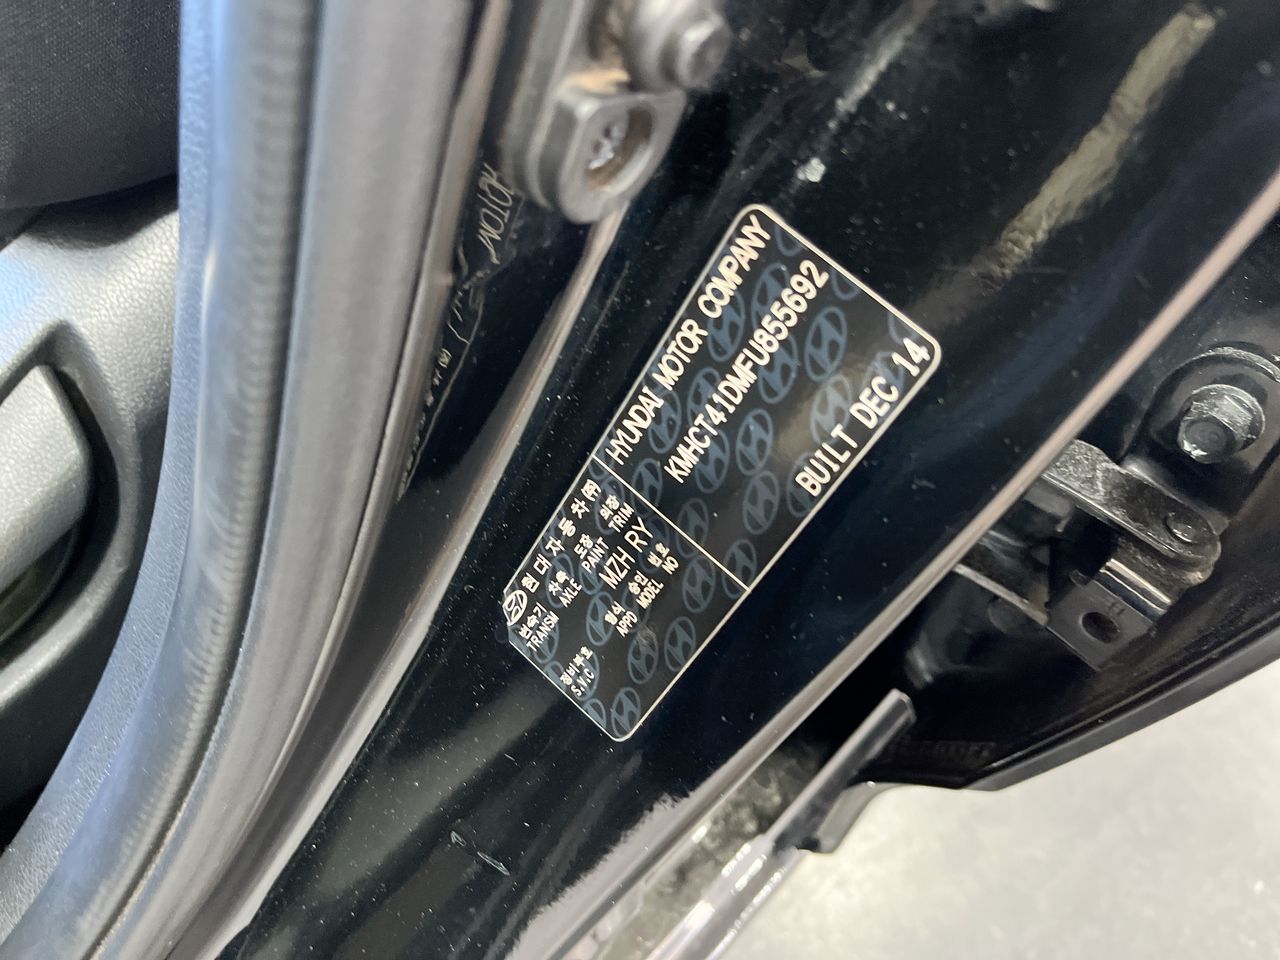 HYUNDAI MOTOR COMPANY
KMHCT41DMFU855692
BUILT DEC 14
현대자동차㈜
변속기 차축 도장 외장
TRANSM AXLE PAINT TRIM
MZH RY
형식 승인 번호
APPD MODEL NO
정비부호
S.V.C